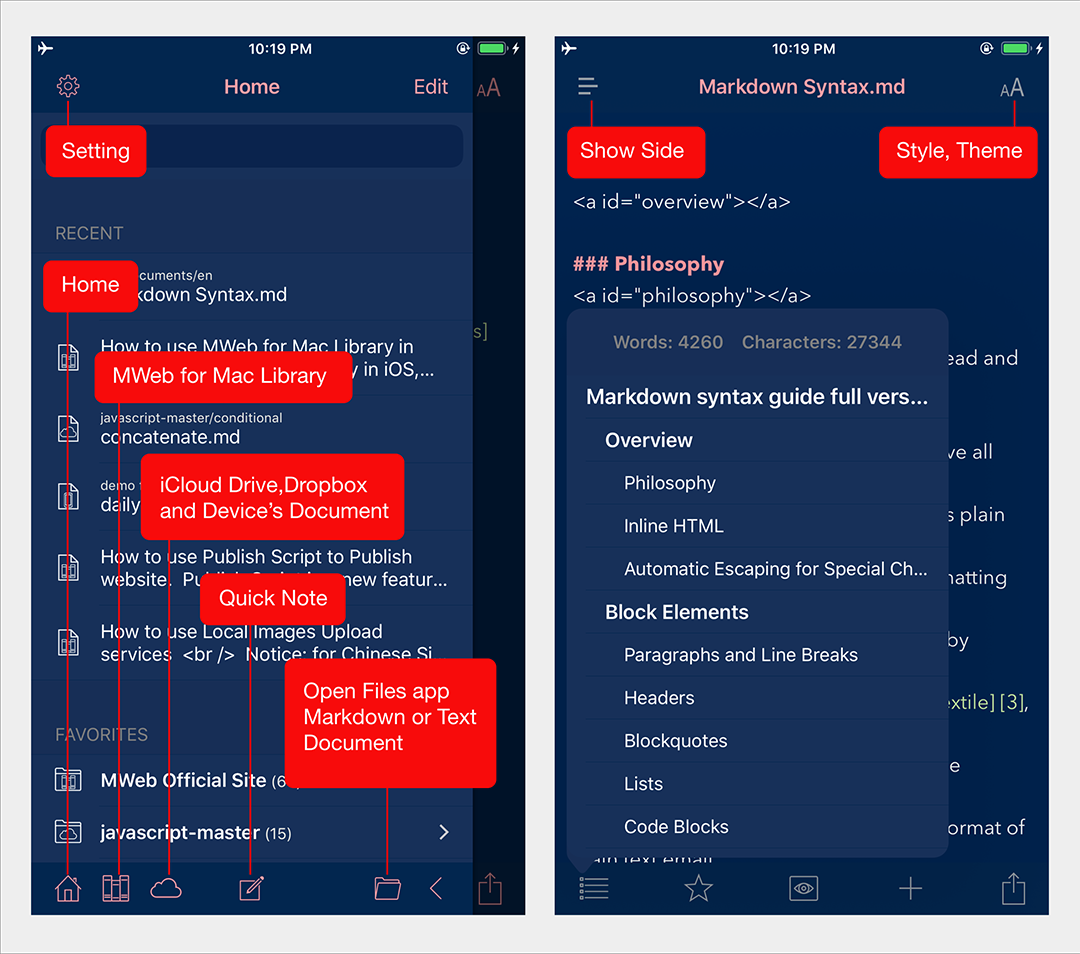 10:19 PM
Home
Edit
AA
Setting
RECENT
cuments/en
kdown Syntax.md
Home
s]
How to use MWeb for Mac Library in
y in iOS,...
MWeb for Mac Library
javascript-master/conditional
concatenate.md
demo
daily
iCloud Drive,Dropbox
and Device’s Document
How to use Publish Script to Publish
website. new featur...
Quick Note
How to use Local Images Upload
services <br /> Notice: for Chinese Si...
Open Files app
Markdown or Text
Document
FAVORITES
MWeb Official Site (6
javascript-master (15)
10:19 PM
Markdown Syntax.md
AA
Show Side
Style, Theme
<a id="overview"></a>
### Philosophy
<a id="philosophy"></a>
Words: 4260 Characters: 27344
ead and
Markdown syntax guide full vers...
Overview
ve all
Philosophy
s plain
Inline HTML
Automatic Escaping for Special Ch...
natting
Block Elements
by
Paragraphs and Line Breaks
Headers
extile] [3],
Blockquotes
e
Lists
Code Blocks
ormat of
ain text email